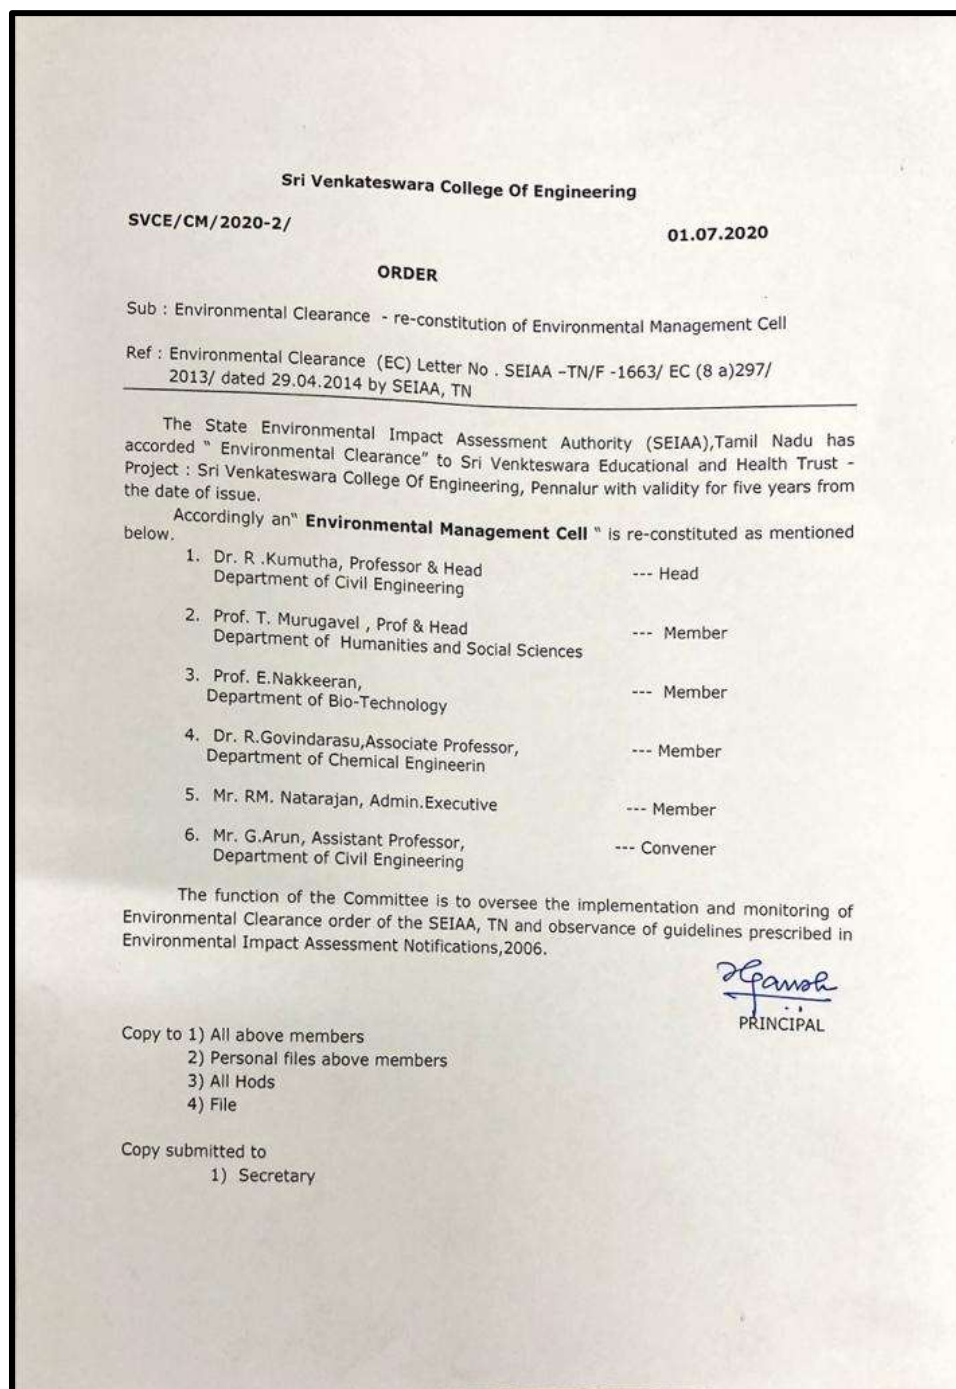 Sri Venkateswara College Of Engineering
SVCE/CM/2020-2/ 01.07.2020
ORDER
Sub : Environmental Clearance - re-constitution of Environmental Management Cell
Ref : Environmental Clearance (EC) Letter No . SEIAA –TN/F -1663/ EC (8 a)297/
2013/ dated 29.04.2014 by SEIAA, TN
The State Environmental Impact Assessment Authority (SEIAA),Tamil Nadu has
accorded " Environmental Clearance" to Sri Venkteswara Educational and Health Trust -
Project : Sri Venkateswara College Of Engineering, Pennalur with validity for five years from
the date of issue.
Accordingly an" Environmental Management Cell " is re-constituted as mentioned
below.
1. Dr. R .Kumutha, Professor & Head --- Head
Department of Civil Engineering
2. Prof. T. Murugavel , Prof & Head --- Member
Department of Humanities and Social Sciences
3. Prof. E.Nakkeeran, --- Member
Department of Bio-Technology
4. Dr. R.Govindarasu,Associate Professor, --- Member
Department of Chemical Engineerin
5. Mr. RM. Natarajan, Admin.Executive --- Member
6. Mr. G.Arun, Assistant Professor, --- Convener
Department of Civil Engineering
The function of the Committee is to oversee the implementation and monitoring of
Environmental Clearance order of the SEIAA, TN and observance of guidelines prescribed in
Environmental Impact Assessment Notifications,2006.
PRINCIPAL
Copy to 1) All above members
2) Personal files above members
3) All Hods
4) File
Copy submitted to
1) Secretary